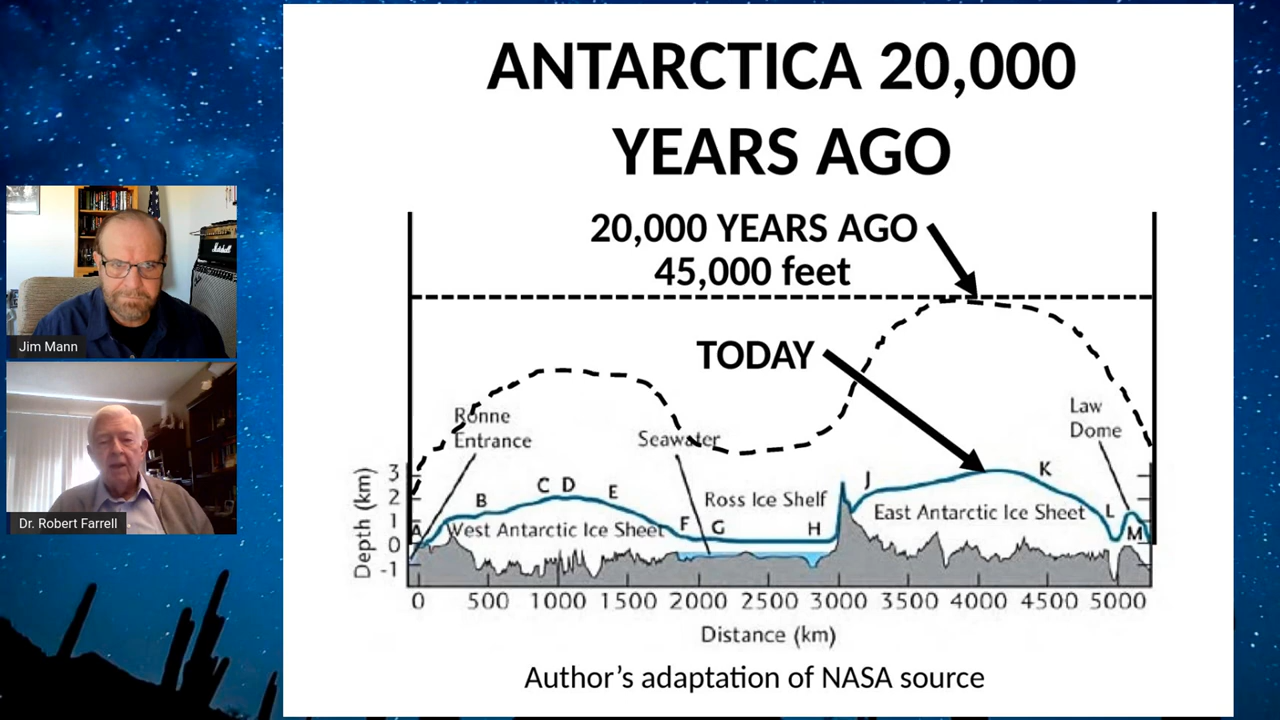 ANTARCTICA 20,000
YEARS AGO
20,000 YEARS AGO
45,000 feet
TODAY
Ronne
Entrance
Seawater
Law
Dome
Depth (km)
3
2
1
0
-1
A
B
C D
E
F
G
H
J
K
L
M
West Antarctic Ice Sheet
Ross Ice Shelf
East Antarctic Ice Sheet
0 500 1000 1500 2000 2500 3000 3500 4000 4500 5000
Distance (km)
Author's adaptation of NASA source
Marshall
Jim Mann
Dr. Robert Farrell